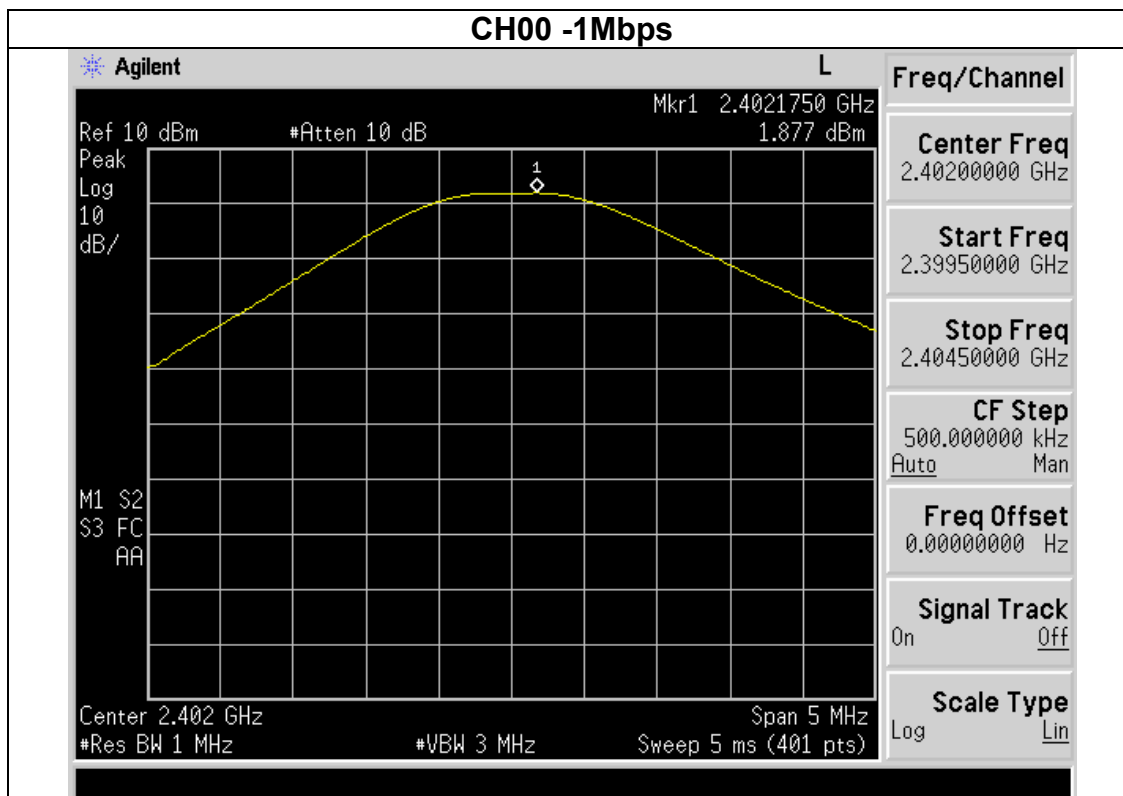 CH00 -1Mbps
Agilent
L
Freq/Channel
Mkr1 2.4021750 GHz
Ref 10 dBm #Atten 10 dB 1.877 dBm
Peak
Log
10
dB/
1
M1 S2
S3 FC
AA
Center 2.402 GHz Span 5 MHz
#Res BW 1 MHz #VBW 3 MHz Sweep 5 ms (401 pts)
Center Freq
2.40200000 GHz
Start Freq
2.39950000 GHz
Stop Freq
2.40450000 GHz
CF Step
500.000000 kHz
Auto Man
Freq Offset
0.00000000 Hz
Signal Track
On Off
Scale Type
Log Lin